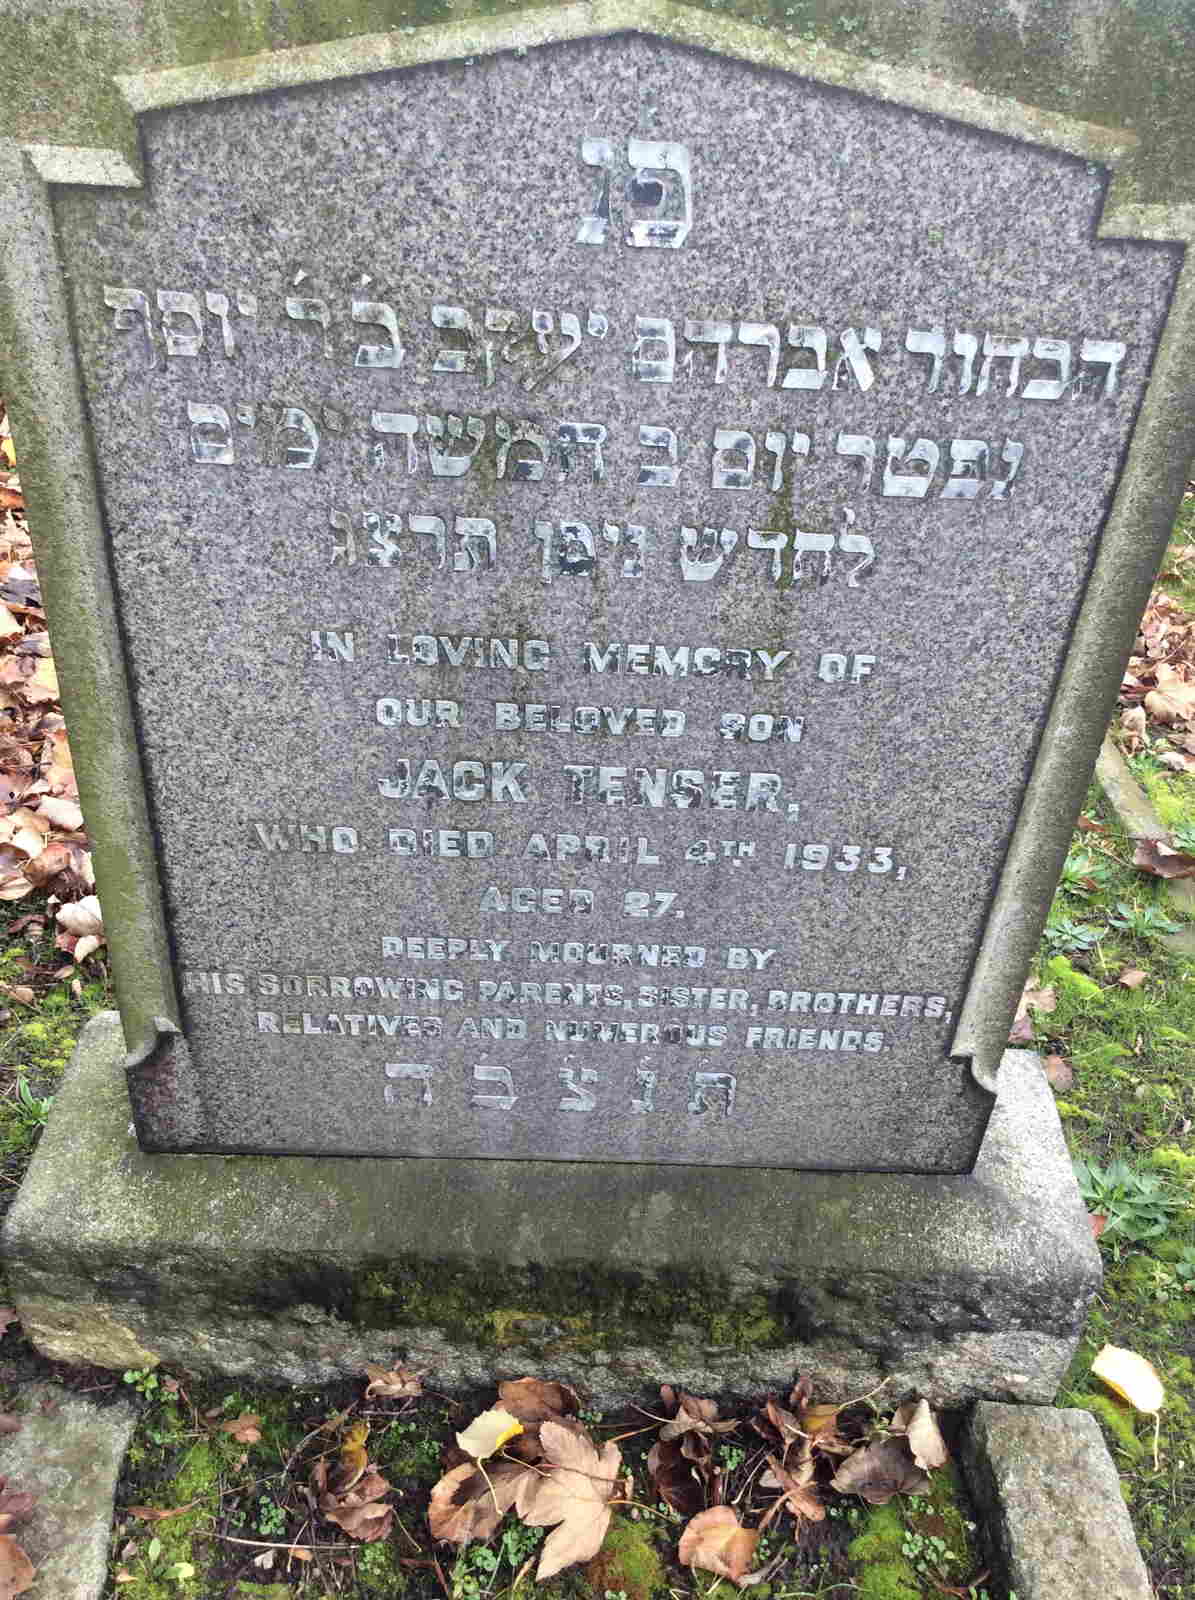 פ׳נ
הבחור אברהם יעקב ב׳ר׳ יוסף
נפטר יום ב חמשה ימים
לחדש ניסן תרצג
IN LOVING MEMORY OF
OUR BELOVED SON
JACK TENSER,
WHO DIED APRIL 4TH 1933,
AGED 27.
DEEPLY MOURNED BY
HIS SORROWING PARENTS, SISTER, BROTHERS,
RELATIVES AND NUMEROUS FRIENDS.
ת׳ נ׳ צ׳ ב׳ ה